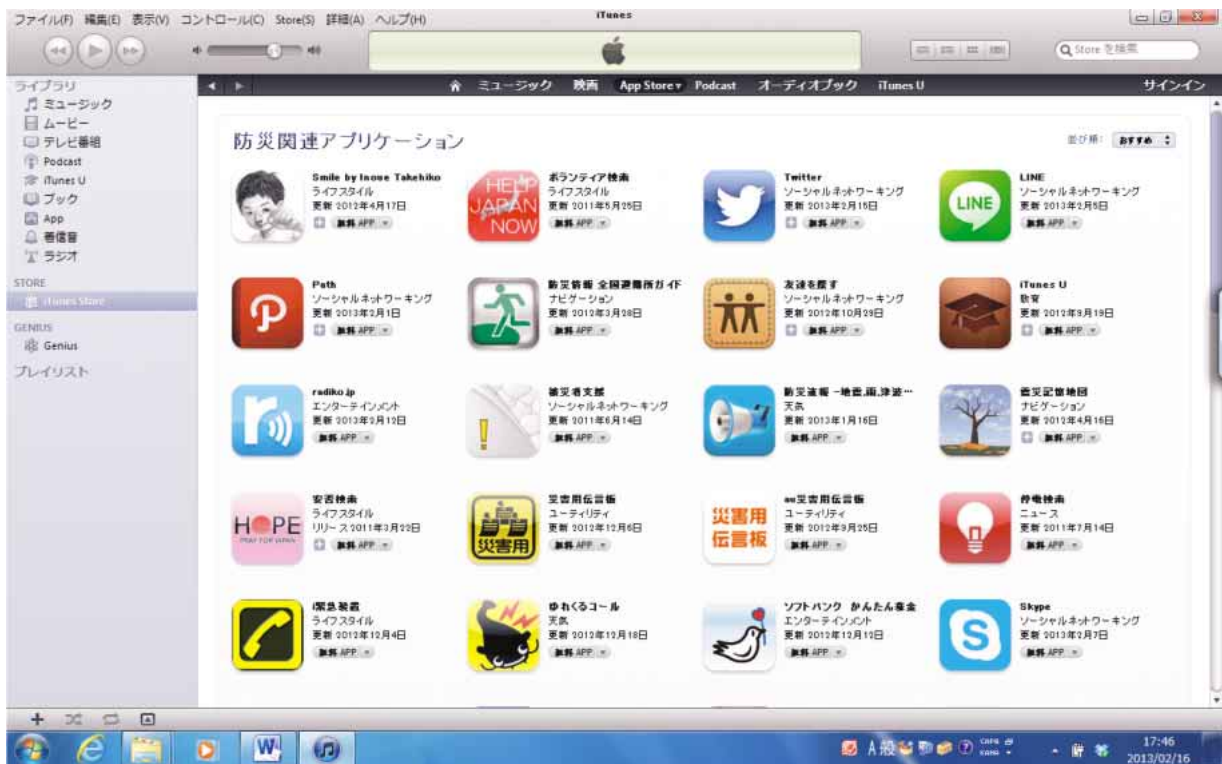 ファイル(F) 編集(E) 表示(V) コントロール(C) Store(S) 詳細(A) ヘルプ(H)
iTunes
Store を検索
ライブラリ
ミュージック
ムービー
テレビ番組
Podcast
iTunes U
ブック
App
着信音
ラジオ
STORE
iTunes Store
GENIUS
Genius
プレイリスト
ミュージック 映画 App Store Podcast オーディオブック iTunes U サインイン
防災関連アプリケーション
並び順: おすすめ
Smile by Inoue Takehiko
ライフスタイル
更新 2012年4月17日
無料 APP
HELP JAPAN NOW
ボランティア検索
ライフスタイル
更新 2011年5月25日
無料 APP
Twitter
ソーシャルネットワーキング
更新 2013年2月15日
無料 APP
LINE
LINE
ソーシャルネットワーキング
更新 2013年2月5日
無料 APP
Path
ソーシャルネットワーキング
更新 2013年2月1日
無料 APP
防災情報 全国避難所ガイド
ナビゲーション
更新 2012年3月28日
無料 APP
友達を探す
ソーシャルネットワーキング
更新 2012年10月29日
無料 APP
iTunes U
教育
更新 2012年9月19日
無料 APP
radiko.jp
エンターテインメント
更新 2013年2月12日
無料 APP
被災者支援
ソーシャルネットワーキング
更新 2011年6月14日
無料 APP
防災速報 -地震,雨,津波…
天気
更新 2013年1月16日
無料 APP
震災記憶地図
ナビゲーション
更新 2012年4月16日
無料 APP
HOPE
PRAY FOR JAPAN
安否検索
ライフスタイル
リリース 2011年3月22日
無料 APP
災害用
災害用伝言板
ユーティリティ
更新 2012年12月6日
無料 APP
災害用
伝言板
au災害用伝言板
ユーティリティ
更新 2012年9月25日
無料 APP
停電検索
ニュース
更新 2011年7月14日
無料 APP
i緊急装置
ライフスタイル
更新 2012年12月4日
無料 APP
ゆれくるコール
天気
更新 2012年12月18日
無料 APP
ソフトバンク かんたん募金
エンターテインメント
更新 2012年12月12日
無料 APP
Skype
ソーシャルネットワーキング
更新 2013年2月7日
無料 APP
A 般
CAPS
KANA
17:46
2013/02/16